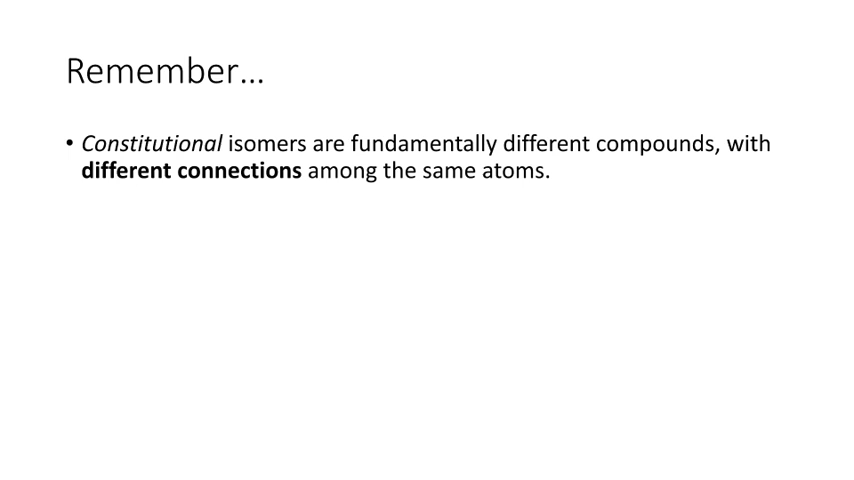 Remember…
• Constitutional isomers are fundamentally different compounds, with
different connections among the same atoms.